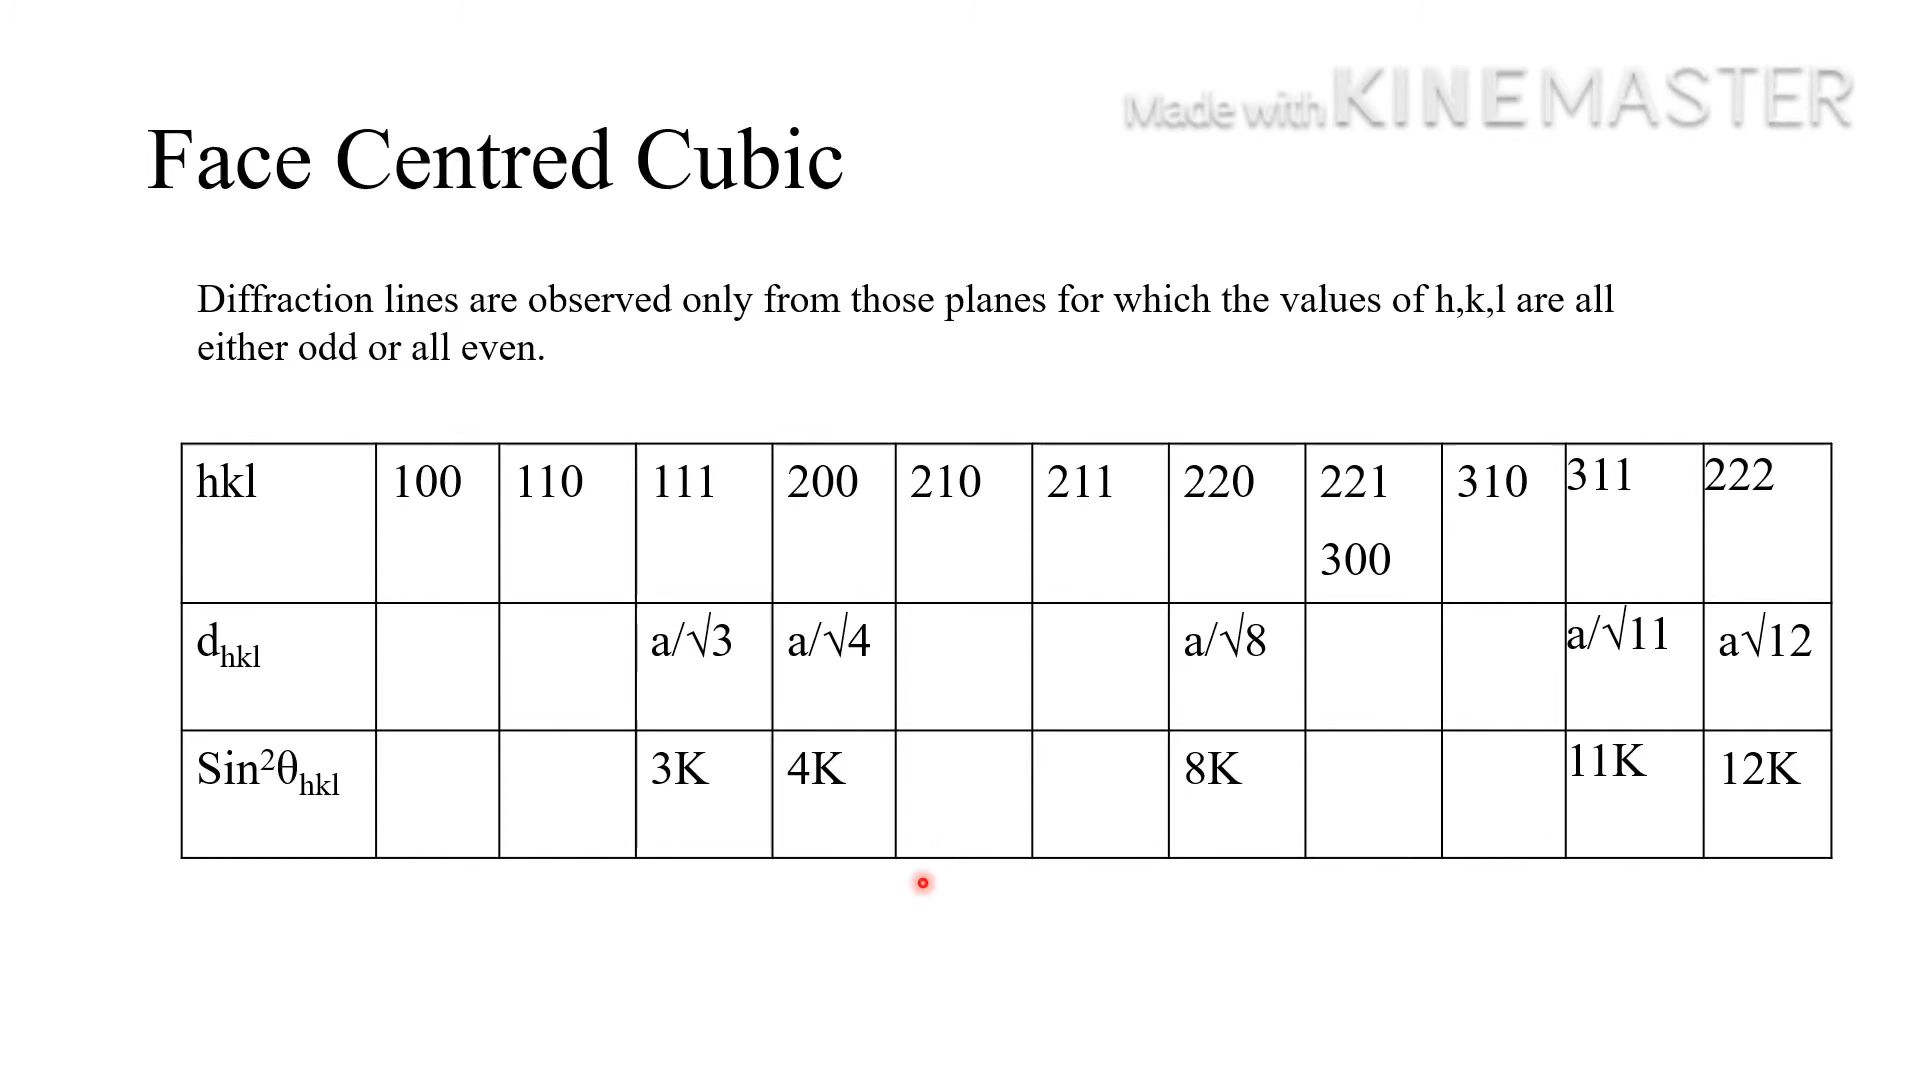 Made with KINEMASTER
Face Centred Cubic
Diffraction lines are observed only from those planes for which the values of h,k,l are all
either odd or all even.
hkl 100 110 111 200 210 211 220 221 310 311 222
300
dhkl a/√3 a/√4 a/√8 a/√11 a√12
Sin²θhkl 3K 4K 8K 11K 12K